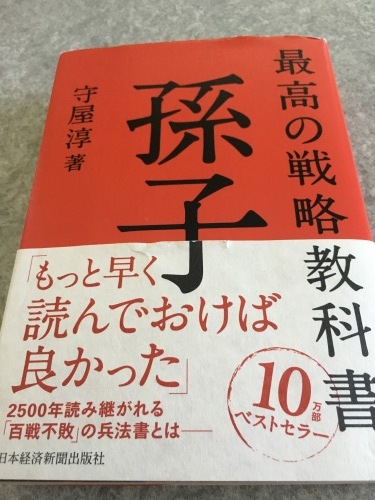 最高の戦略教科書
孫子
守屋淳 著
「もっと早く
読んでおけば
良かった」
2500年読み継がれる
「百戦不敗」の兵法書とは――
10万部
ベストセラー
日本経済新聞出版社